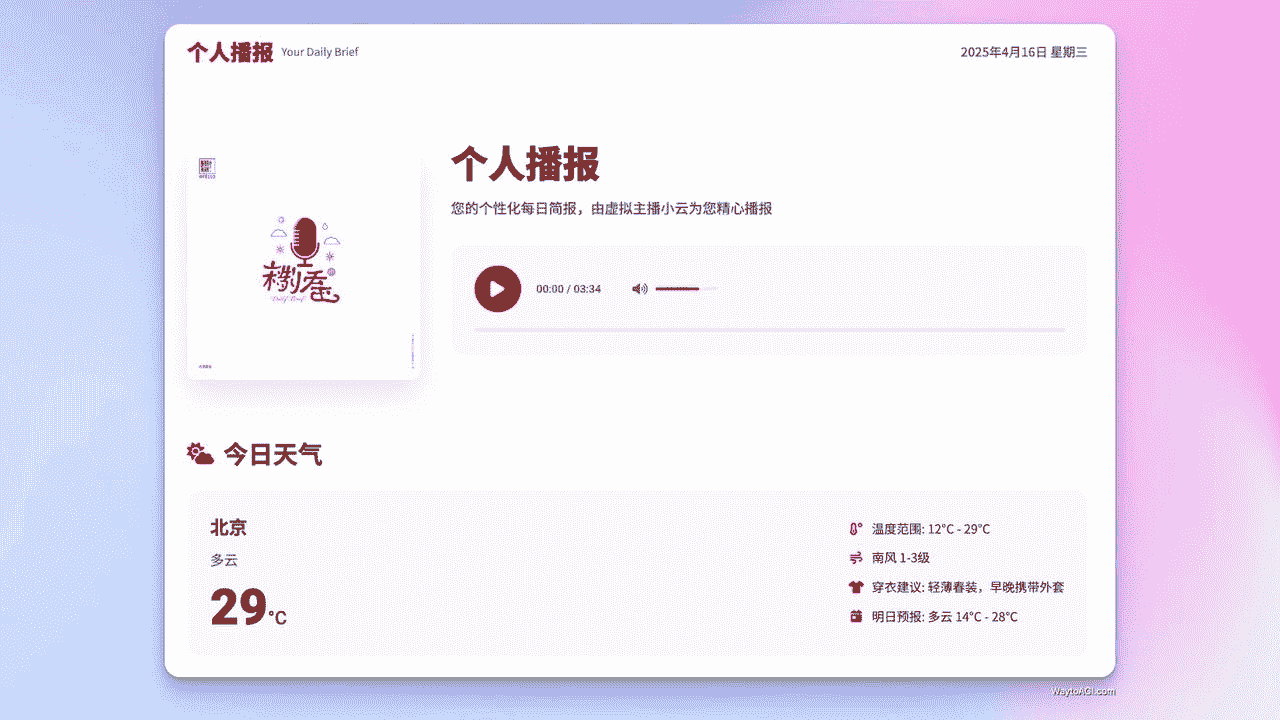 个人播报 Your Daily Brief
2025年4月16日 星期三
Daily Brief
个人播报
您的个性化每日简报，由虚拟主播小云为您精心播报
00:00 / 03:34
今日天气
北京
多云
29°C
温度范围: 12°C - 29°C
南风 1-3级
穿衣建议: 轻薄春装，早晚携带外套
明日预报: 多云 14°C - 28°C
WaytoAGI.com